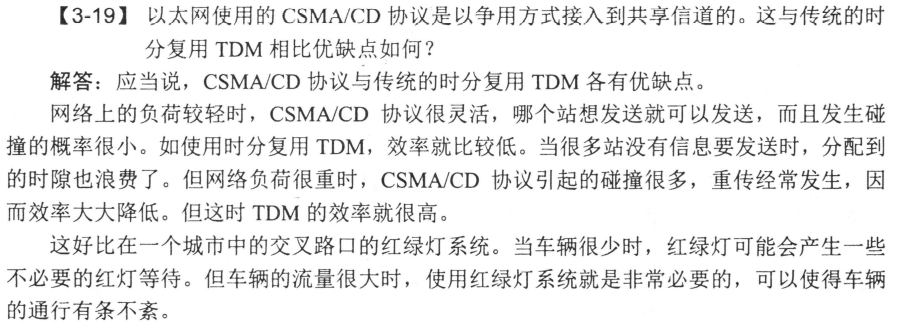 【3-19】 以太网使用的 CSMA/CD 协议是以争用方式接入到共享信道的。这与传统的时
分复用 TDM 相比优缺点如何？
解答：应当说，CSMA/CD 协议与传统的时分复用 TDM 各有优缺点。
网络上的负荷较轻时，CSMA/CD 协议很灵活，哪个站想发送就可以发送，而且发生碰
撞的概率很小。如使用时分复用 TDM，效率就比较低。当很多站没有信息要发送时，分配到
的时隙也浪费了。但网络负荷很重时，CSMA/CD 协议引起的碰撞很多，重传经常发生，因
而效率大大降低。但这时 TDM 的效率就很高。
这好比在一个城市中的交叉路口的红绿灯系统。当车辆很少时，红绿灯可能会产生一些
不必要的红灯等待。但车辆的流量很大时，使用红绿灯系统就是非常必要的，可以使得车辆
的通行有条不紊。